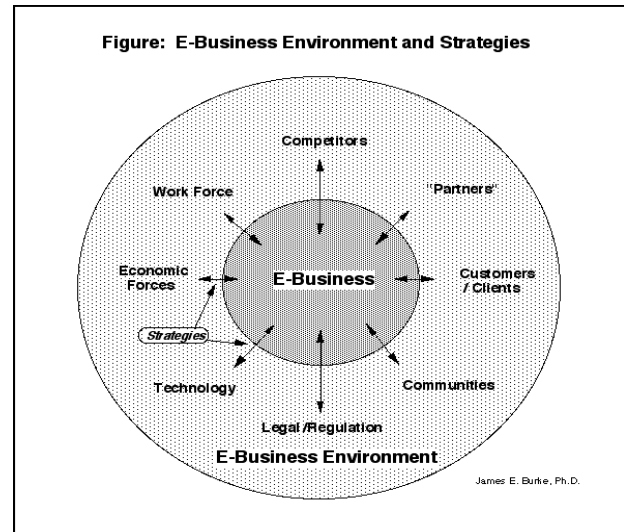 Figure:  E-Business Environment and Strategies
Competitors
Work Force
"Partners"
Economic
Forces
E-Business
Customers
/ Clients
Strategies
Technology
Communities
Legal /Regulation
E-Business Environment
James E. Burke, Ph.D.